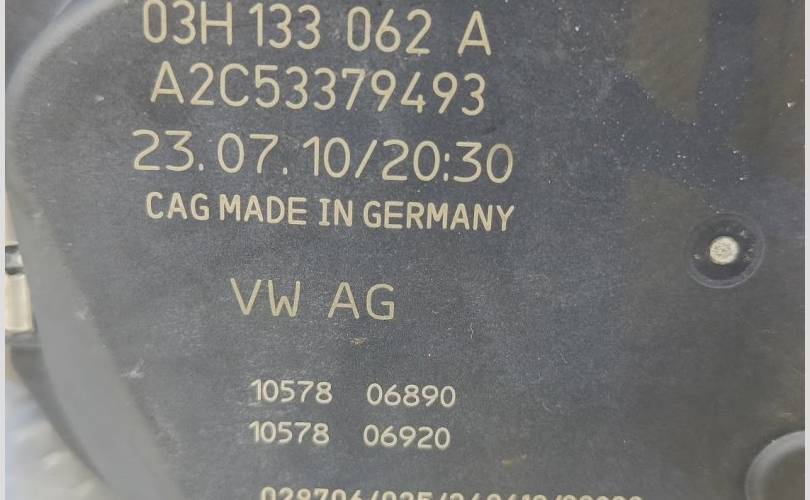 03H 133 062 A
A2C53379493
23.07.10/20:30
CAG MADE IN GERMANY
VW AG
10578 06890
10578 06920